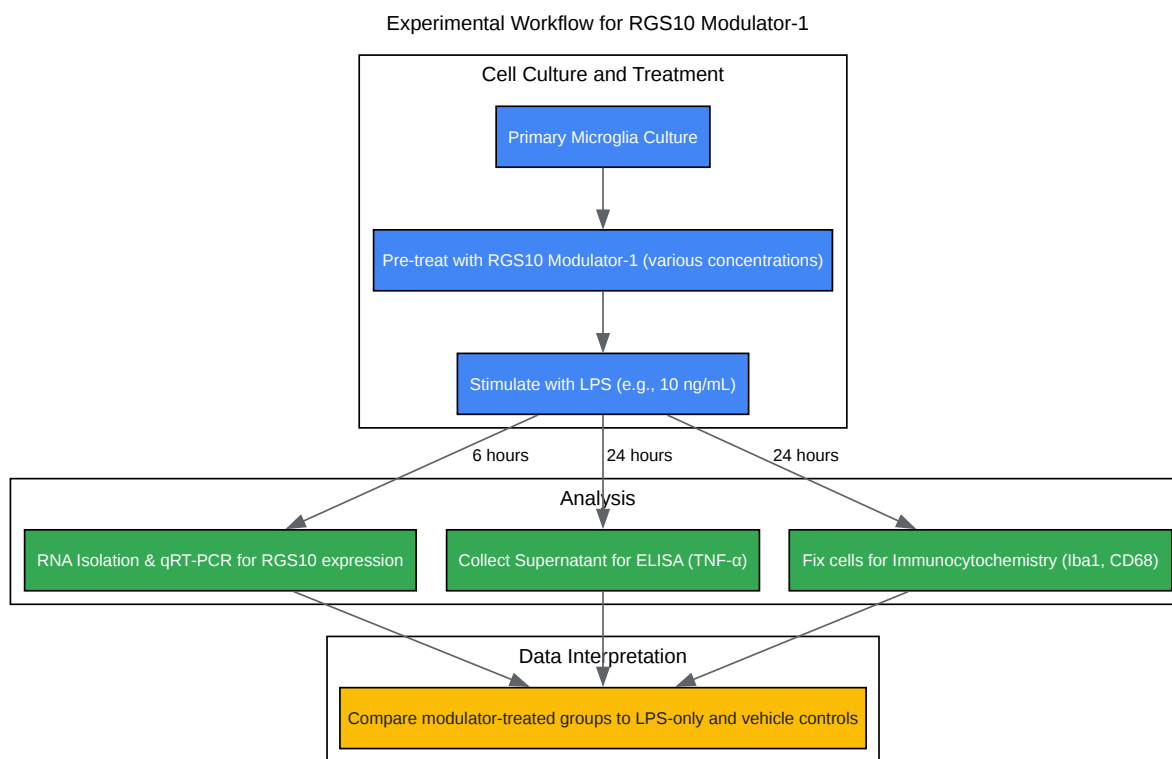 Experimental Workflow for RGS10 Modulator-1
Cell Culture and Treatment
Primary Microglia Culture
Pre-treat with RGS10 Modulator-1 (various concentrations)
Stimulate with LPS (e.g., 10 ng/mL)
6 hours
24 hours
24 hours
Analysis
RNA Isolation & qRT-PCR for RGS10 expression
Collect Supernatant for ELISA (TNF-α)
Fix cells for Immunocytochemistry (Iba1, CD68)
Data Interpretation
Compare modulator-treated groups to LPS-only and vehicle controls